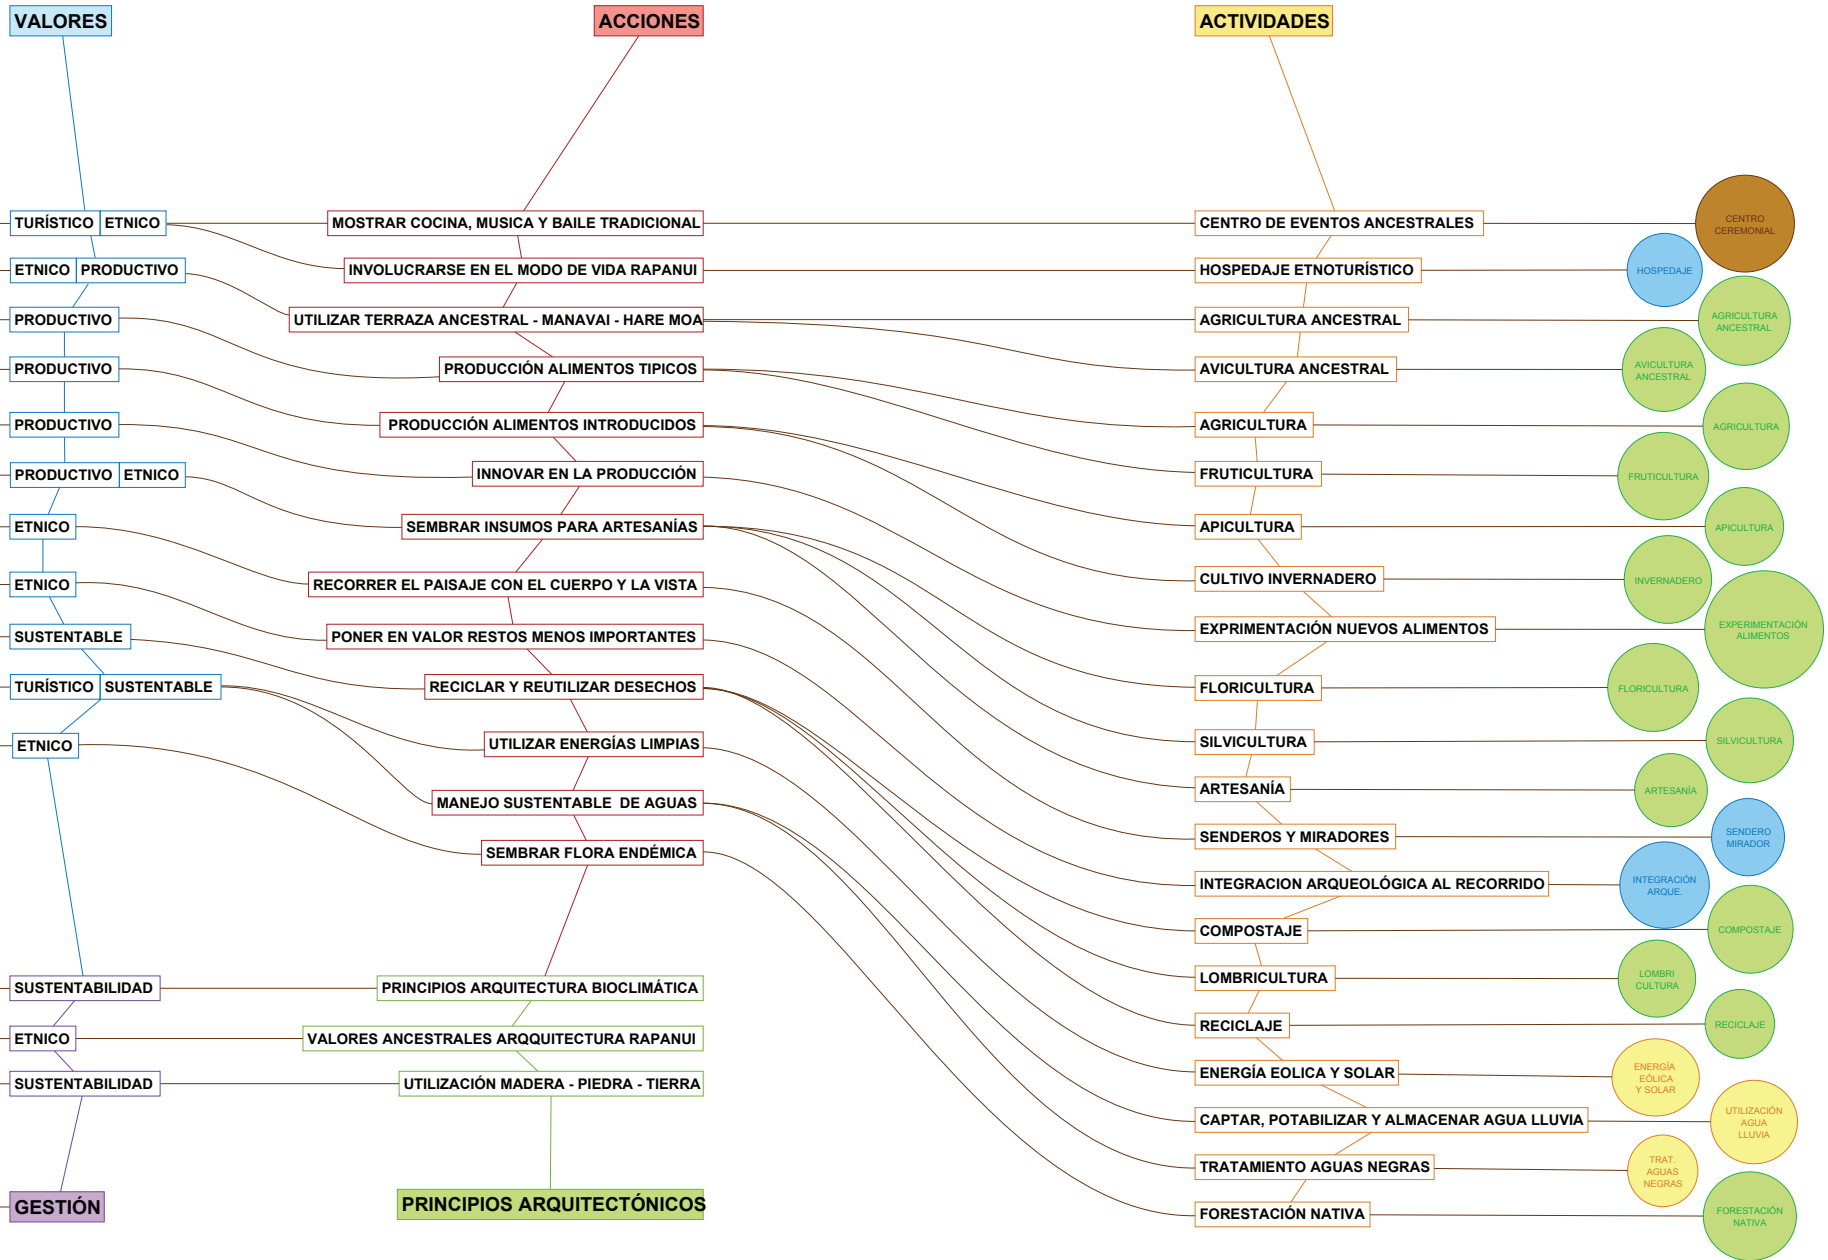 VALORES
ACCIONES
ACTIVIDADES
TURÍSTICO ETNICO
MOSTRAR COCINA, MUSICA Y BAILE TRADICIONAL
CENTRO DE EVENTOS ANCESTRALES
CENTRO
CEREMONIAL
ETNICO PRODUCTIVO
INVOLUCRARSE EN EL MODO DE VIDA RAPANUI
HOSPEDAJE ETNOTURÍSTICO
HOSPEDAJE
PRODUCTIVO
UTILIZAR TERRAZA ANCESTRAL - MANAVAI - HARE MOA
AGRICULTURA ANCESTRAL
AGRICULTURA
ANCESTRAL
PRODUCTIVO
PRODUCCIÓN ALIMENTOS TIPICOS
AVICULTURA ANCESTRAL
AVICULTURA
ANCESTRAL
PRODUCTIVO
PRODUCCIÓN ALIMENTOS INTRODUCIDOS
AGRICULTURA
AGRICULTURA
PRODUCTIVO ETNICO
INNOVAR EN LA PRODUCCIÓN
FRUTICULTURA
FRUTICULTURA
ETNICO
SEMBRAR INSUMOS PARA ARTESANÍAS
APICULTURA
APICULTURA
ETNICO
RECORRER EL PAISAJE CON EL CUERPO Y LA VISTA
CULTIVO INVERNADERO
INVERNADERO
SUSTENTABLE
PONER EN VALOR RESTOS MENOS IMPORTANTES
EXPRIMENTACIÓN NUEVOS ALIMENTOS
EXPERIMENTACIÓN
ALIMENTOS
TURÍSTICO SUSTENTABLE
RECICLAR Y REUTILIZAR DESECHOS
FLORICULTURA
FLORICULTURA
ETNICO
UTILIZAR ENERGÍAS LIMPIAS
SILVICULTURA
SILVICULTURA
MANEJO SUSTENTABLE DE AGUAS
ARTESANÍA
ARTESANÍA
SEMBRAR FLORA ENDÉMICA
SENDEROS Y MIRADORES
SENDERO
MIRADOR
INTEGRACION ARQUEOLÓGICA AL RECORRIDO
INTEGRACIÓN
ARQUE.
COMPOSTAJE
COMPOSTAJE
SUSTENTABILIDAD
PRINCIPIOS ARQUITECTURA BIOCLIMÁTICA
LOMBRICULTURA
LOMBRI
CULTURA
ETNICO
VALORES ANCESTRALES ARQQUITECTURA RAPANUI
RECICLAJE
RECICLAJE
SUSTENTABILIDAD
UTILIZACIÓN MADERA - PIEDRA - TIERRA
ENERGÍA EOLICA Y SOLAR
ENERGÍA
EÓLICA
Y SOLAR
CAPTAR, POTABILIZAR Y ALMACENAR AGUA LLUVIA
UTILIZACIÓN
AGUA
LLUVIA
TRATAMIENTO AGUAS NEGRAS
TRAT.
AGUAS
NEGRAS
GESTIÓN
PRINCIPIOS ARQUITECTÓNICOS
FORESTACIÓN NATIVA
FORESTACIÓN
NATIVA